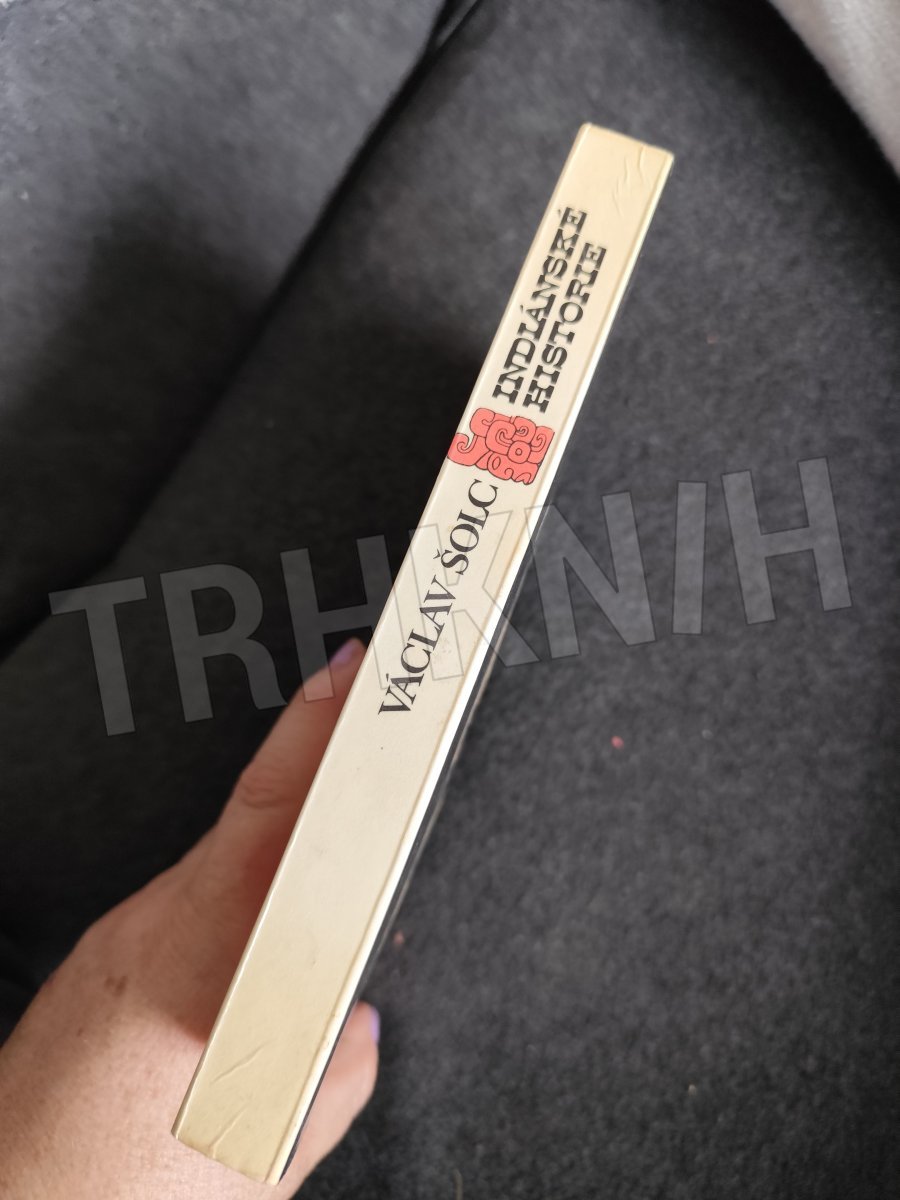 VÁCLAV ŠOLC
INDIÁNSKÉ
HISTORIE
TRHKNIH